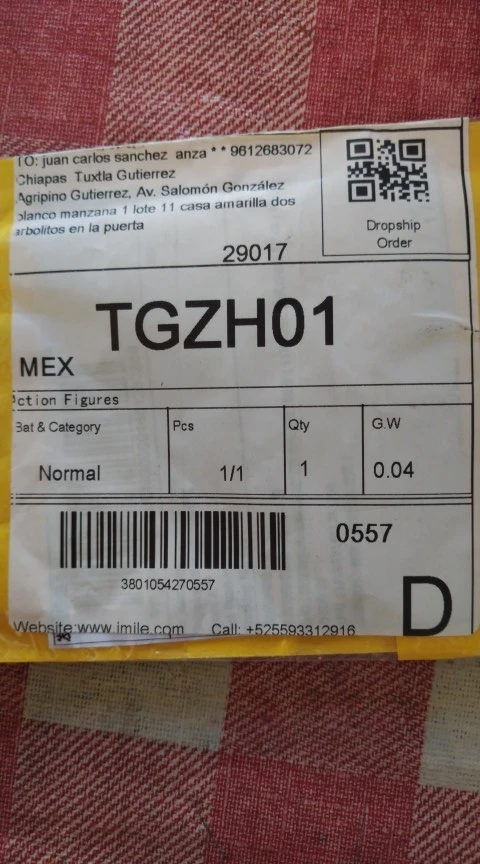 TO: juan carlos sanchez anza * * 9612683072
Chiapas Tuxtla Gutierrez
Agripino Gutierrez, Av. Salomón González
blanco manzana 1 lote 11 casa amarilla dos
arbolitos en la puerta
29017
Dropship
Order
TGZH01
MEX
ction Figures
Bat & Category
Pcs
Qty
G.W
Normal
1/1
1
0.04
3801054270557
0557
D
Website:www.imile.com Call: +525593312916